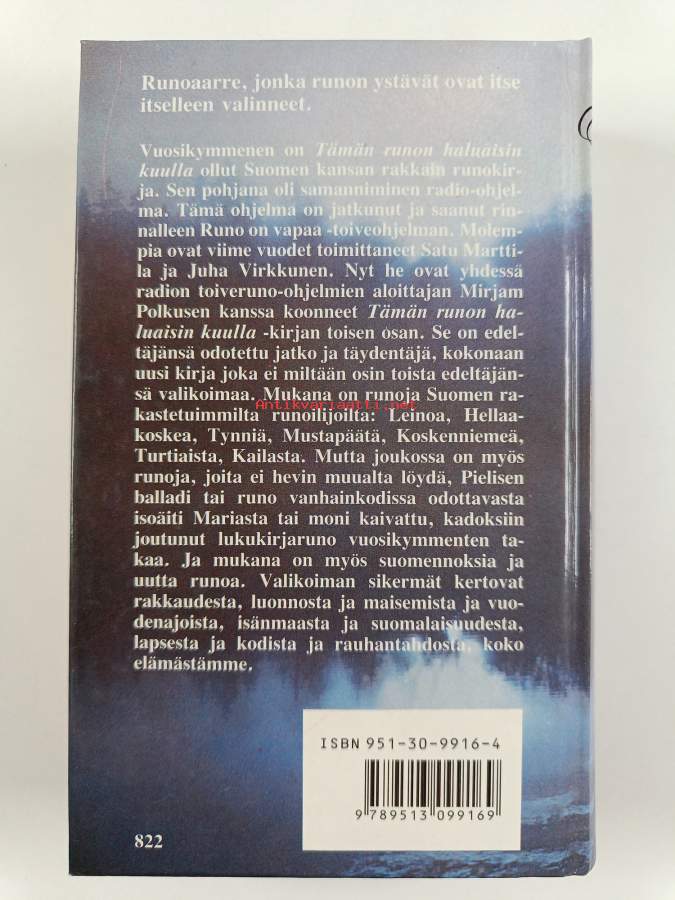 Runoaarre, jonka runon ystävät ovat itse
itselleen valinneet.
Vuosikymmenen on Tämän runon haluaisin
kuulla ollut Suomen kansan rakkain runokir-
ja. Sen pohjana oli samanniminen radio-ohjel-
ma. Tämä ohjelma on jatkunut ja saanut rin-
nalleen Runo on vapaa -toiveohjelman. Molem-
pia ovat viime vuodet toimittaneet Satu Martti-
la ja Juha Virkkunen. Nyt he ovat yhdessä
radion toiveruno-ohjelmien aloittajan Mirjam
Polkusen kanssa koonneet Tämän runon ha-
luaisin kuulla -kirjan toisen osan. Se on edel-
täjänsä odotettu jatko ja täydentäjä, kokonaan
uusi kirja joka ei miltään osin toista edeltäjän-
sä valikoimaa. Mukana on runoja Suomen ra-
Antikvariaatti.net
kastetuimmilta runoilijoilta: Leinoa, Hellaa-
koskea, Tynniä, Mustapäätä, Koskenniemeä,
Turtiaista, Kailasta. Mutta joukossa on myös
runoja, joita ei hevin muualta löydä, Pielisen
balladi tai runo vanhainkodissa odottavasta
isoäiti Mariasta tai moni kaivattu, kadoksiin
joutunut lukukirjaruno vuosikymmenten ta-
kaa. Ja mukana on myös suomennoksia ja
uutta runoa. Valikoiman sikermät kertovat
rakkaudesta, luonnosta ja maisemista ja vuo-
denajoista, isänmaasta ja suomalaisuudesta,
lapsesta ja kodista ja rauhantahdosta, koko
elämästämme.
ISBN 951-30-9916-4
9 789513 099169
822